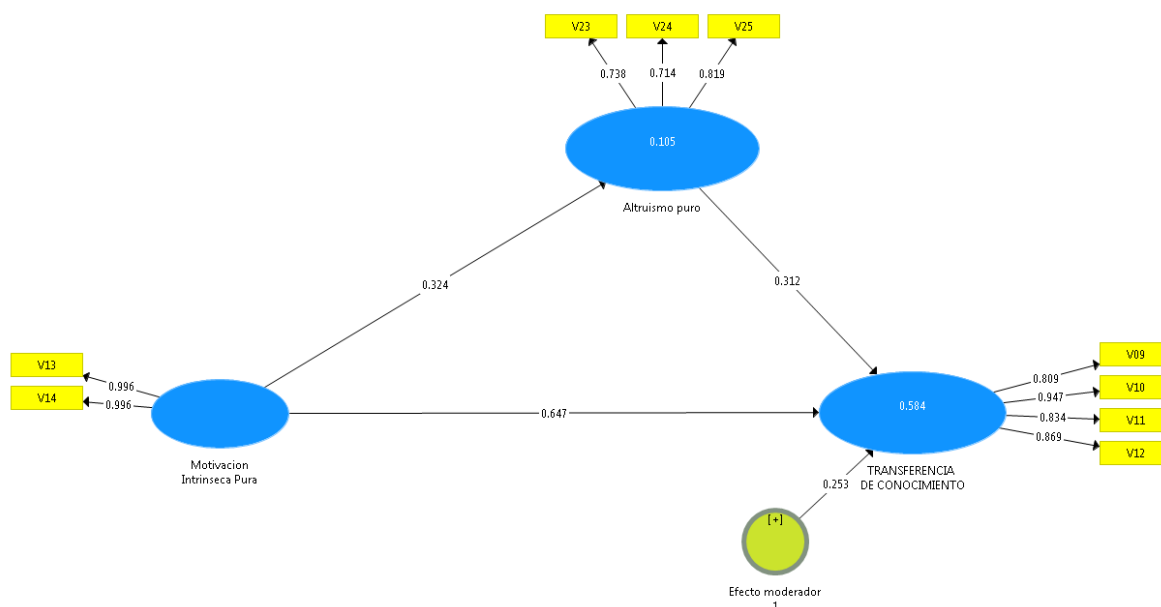 V23
V24
V25
0.738
0.714
0.819
0.105
Altruismo puro
0.324
0.312
V13
V14
0.996
0.996
Motivacion
Intrinseca Pura
0.647
0.584
TRANSFERENCIA
DE CONOCIMIENTO
V09
V10
V11
V12
0.809
0.947
0.834
0.869
0.253
[+]
Efecto moderador
1